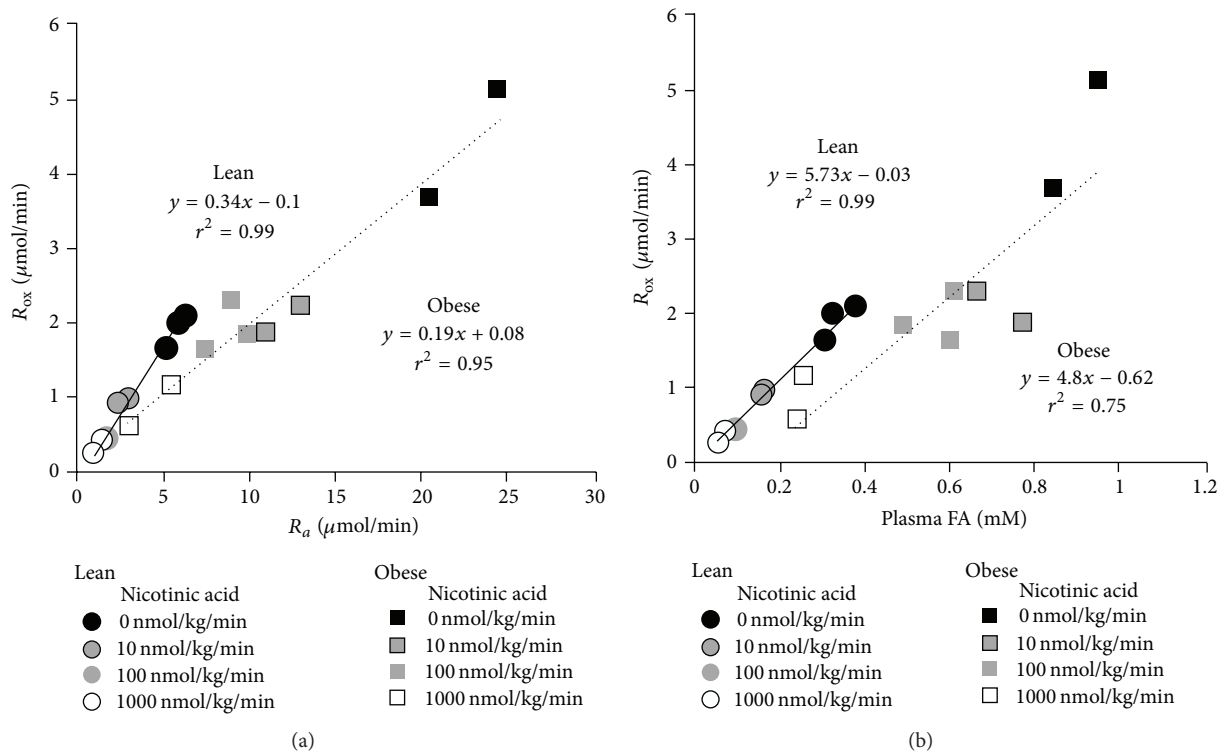 6
5
4
3
2
1
0
R_ox (μmol/min)
Lean
y = 0.34x − 0.1
r² = 0.99
Obese
y = 0.19x + 0.08
r² = 0.95
0 5 10 15 20 25 30
R_a (μmol/min)
Lean
Nicotinic acid
0 nmol/kg/min
10 nmol/kg/min
100 nmol/kg/min
1000 nmol/kg/min
Obese
Nicotinic acid
0 nmol/kg/min
10 nmol/kg/min
100 nmol/kg/min
1000 nmol/kg/min
(a)
6
5
4
3
2
1
0
R_ox (μmol/min)
Lean
y = 5.73x − 0.03
r² = 0.99
Obese
y = 4.8x − 0.62
r² = 0.75
0 0.2 0.4 0.6 0.8 1 1.2
Plasma FA (mM)
Lean
Nicotinic acid
0 nmol/kg/min
10 nmol/kg/min
100 nmol/kg/min
1000 nmol/kg/min
Obese
Nicotinic acid
0 nmol/kg/min
10 nmol/kg/min
100 nmol/kg/min
1000 nmol/kg/min
(b)